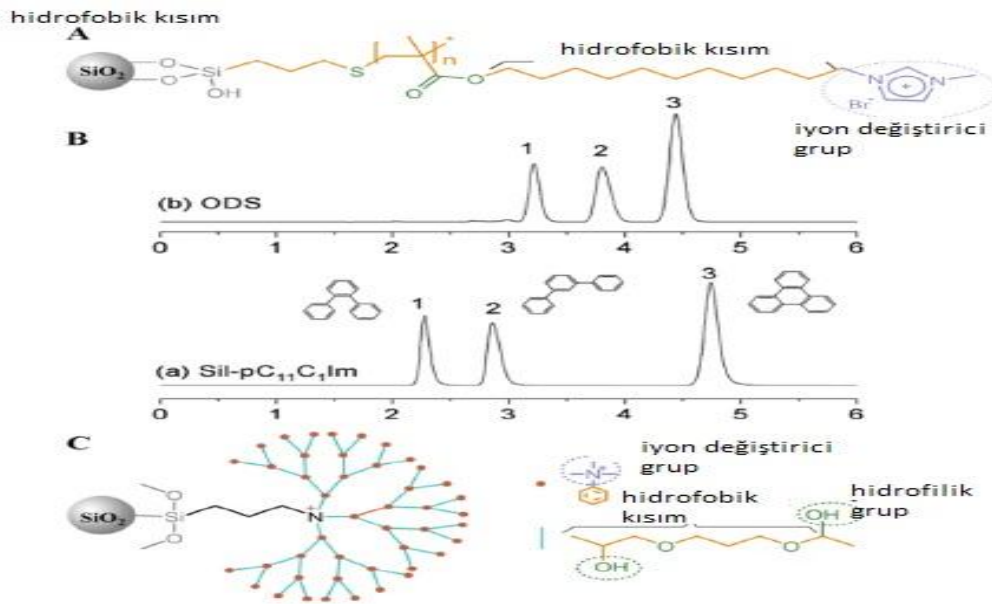 hidrofobik kısım
A
SiO2
O
O
Si
OH
S
n
O
O
hidrofobik kısım
N
N
+
Br-
iyon değiştirici
grup
B
1
2
3
(b) ODS
0 1 2 3 4 5 6
1
2
3
(a) Sil-pC11C1Im
0 1 2 3 4 5 6
C
SiO2
O
Si
O
N
+
iyon değiştirici
grup
N
+
hidrofobik
kısım
hidrofilik
grup
OH
O
O
OH